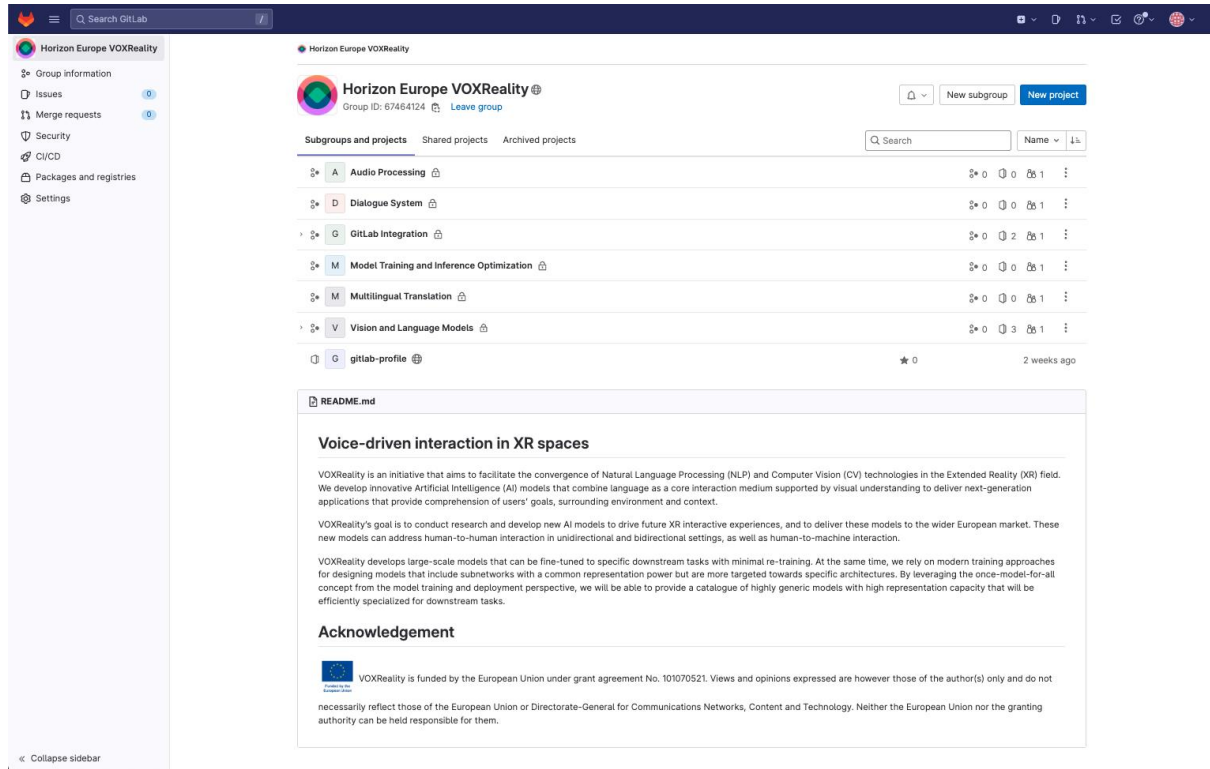 Search GitLab /
Horizon Europe VOXReality
Group information
Issues 0
Merge requests 0
Security
CI/CD
Packages and registries
Settings
Collapse sidebar
Horizon Europe VOXReality
Horizon Europe VOXReality
Group ID: 67464124 Leave group
New subgroup New project
Subgroups and projects Shared projects Archived projects
Search Name
A Audio Processing 0 0 1
D Dialogue System 0 0 1
G GitLab Integration 0 2 1
M Model Training and Inference Optimization 0 0 1
M Multilingual Translation 0 0 1
V Vision and Language Models 0 3 1
G gitlab-profile 0 2 weeks ago
README.md
Voice-driven interaction in XR spaces
VOXReality is an initiative that aims to facilitate the convergence of Natural Language Processing (NLP) and Computer Vision (CV) technologies in the Extended Reality (XR) field.
We develop innovative Artificial Intelligence (AI) models that combine language as a core interaction medium supported by visual understanding to deliver next-generation
applications that provide comprehension of users' goals, surrounding environment and context.
VOXReality's goal is to conduct research and develop new AI models to drive future XR interactive experiences, and to deliver these models to the wider European market. These
new models can address human-to-human interaction in unidirectional and bidirectional settings, as well as human-to-machine
interaction.
VOXReality develops large-scale models that can be fine-tuned to specific downstream tasks with minimal re-training. At the same time, we rely on modern training approaches
for designing models that include subnetworks with a common representation power but are more targeted towards specific architectures. By leveraging the once-model-for-all
concept from the model training and deployment perspective, we will be able to provide a catalogue of highly generic models with high representation capacity that will be
efficiently specialized for downstream tasks.
Acknowledgement
Funded by the
European Union
VOXReality is funded by the European Union under grant agreement No. 101070521. Views and opinions expressed are however those of the author(s) only and do not
necessarily reflect those of the European Union or Directorate-General for Communications Networks, Content and Technology. Neither the European Union nor the granting
authority can be held responsible for them.